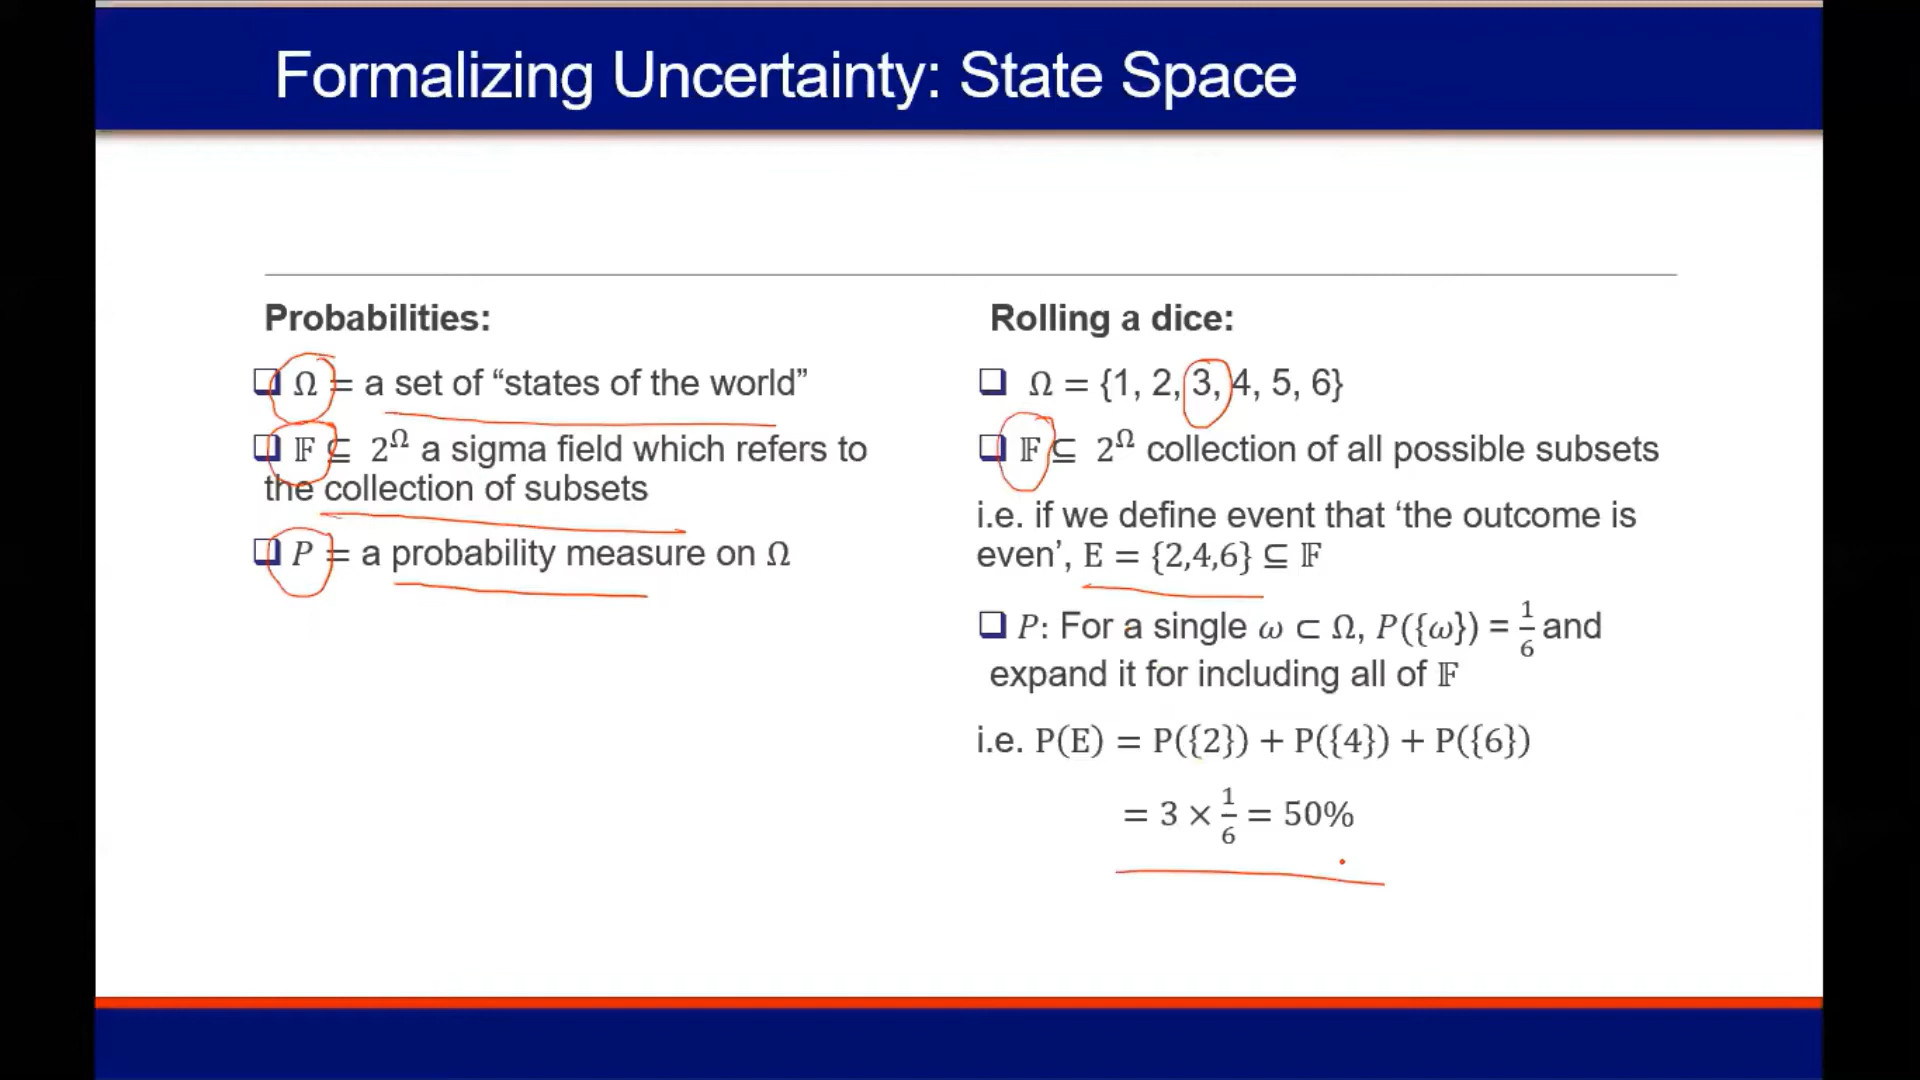 Formalizing Uncertainty: State Space
Probabilities:
❑ Ω = a set of “states of the world”
❑ 𝔽 ⊆ 2^Ω a sigma field which refers to
the collection of subsets
❑ P = a probability measure on Ω
Rolling a dice:
❑ Ω = {1, 2, 3, 4, 5, 6}
❑ 𝔽 ⊆ 2^Ω collection of all possible subsets
i.e. if we define event that ‘the outcome is
even’, E = {2,4,6} ⊆ 𝔽
❑ P: For a single ω ⊂ Ω, P({ω}) = 1/6 and
expand it for including all of 𝔽
i.e. P(E) = P({2}) + P({4}) + P({6})
= 3 × 1/6 = 50%